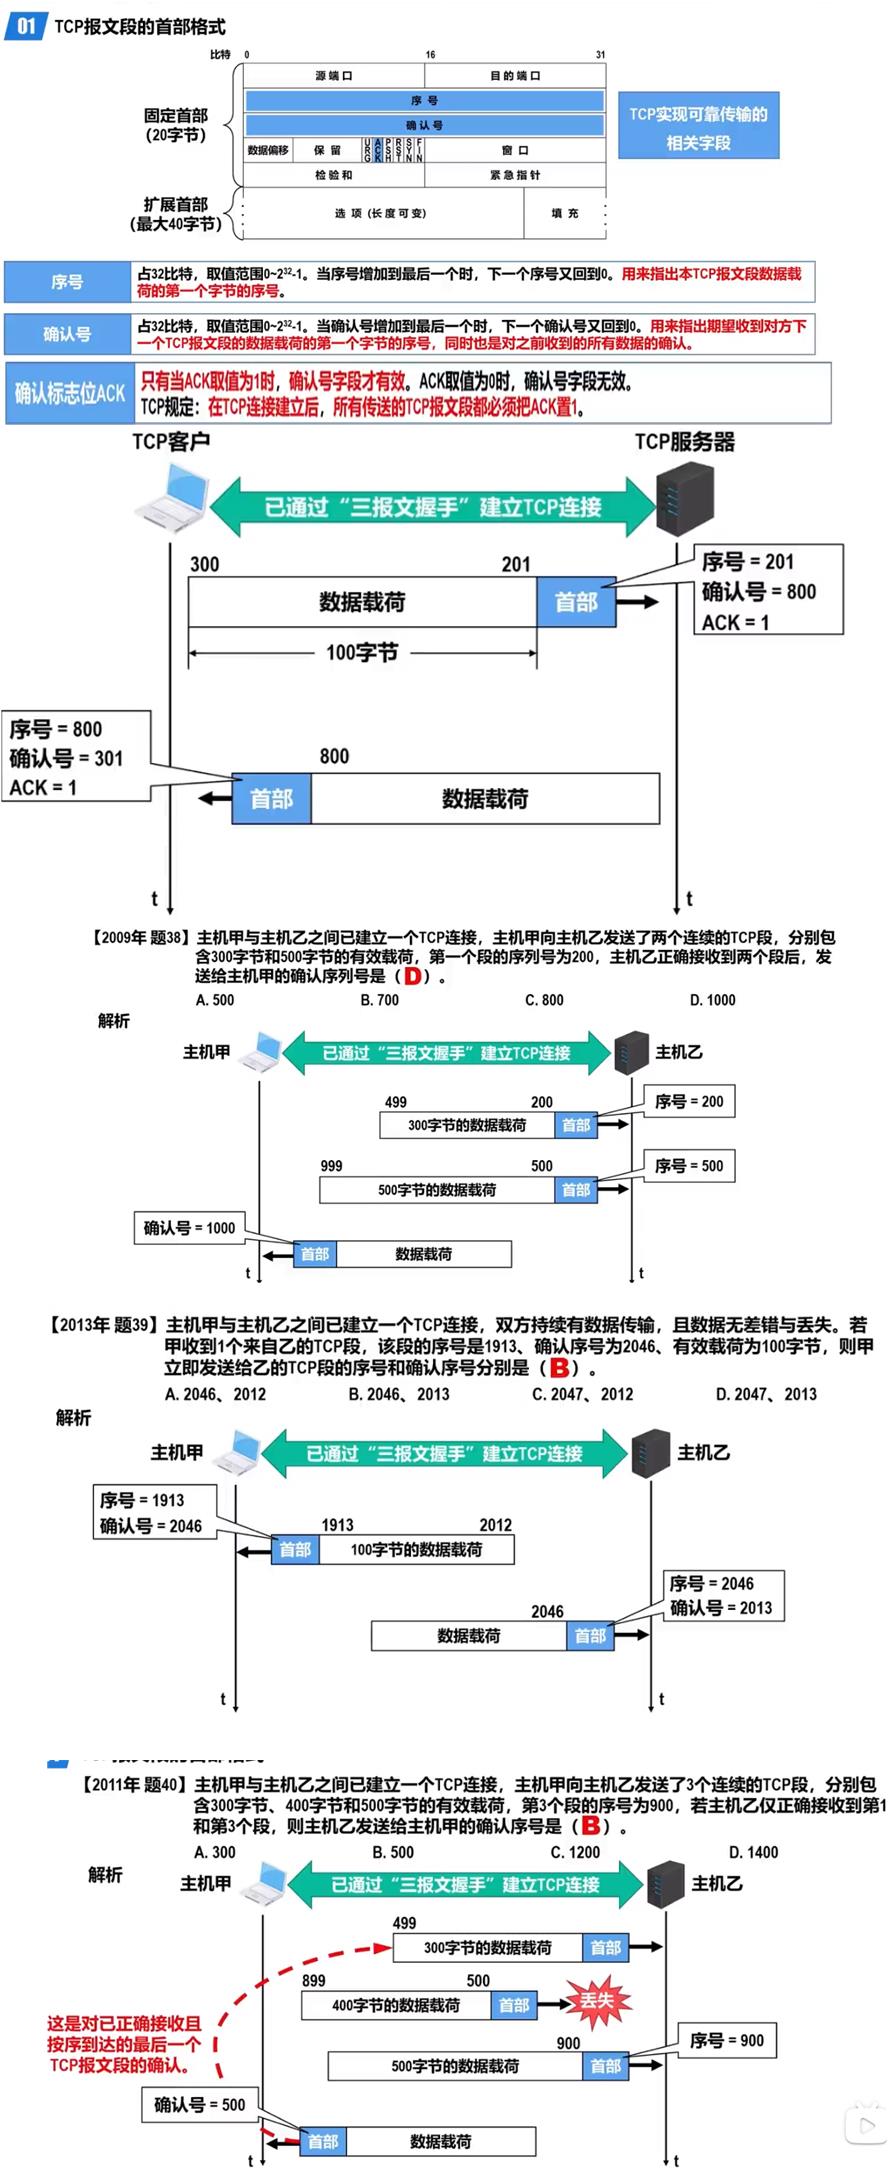 01 TCP报文段的首部格式
比特 0 16 31
源端口 目的端口
固定首部
(20字节)
序号
确认号
数据偏移 保留 URG ACK PSH RST SYN FIN 窗口
检验和 紧急指针
扩展首部
(最大40字节)
选项 (长度可变) 填充
TCP实现可靠传输的
相关字段
序号
占32比特，取值范围0~2³²-1。当序号增加到最后一个时，下一个序号又回到0。用来指出本TCP报文段数据载
荷的第一个字节的序号。
确认号
占32比特，取值范围0~2³²-1。当确认号增加到最后一个时，下一个确认号又回到0。用来指出期望收到对方下
一个TCP报文段的数据载荷的第一个字节的序号，同时也是对之前收到的所有数据的确认。
确认标志位ACK
只有当ACK取值为1时，确认号字段才有效。ACK取值为0时，确认号字段无效。
TCP规定：在TCP连接建立后，所有传送的TCP报文段都必须把ACK置1。
TCP客户 TCP服务器
已通过“三报文握手”建立TCP连接
300 201
数据载荷 首部
序号 = 201
确认号 = 800
ACK = 1
100字节
序号 = 800
确认号 = 301
ACK = 1
800
首部 数据载荷
t t
【2009年 题38】主机甲与主机乙之间已建立一个TCP连接，主机甲向主机乙发送了两个连续的TCP段，分别包
含300字节和500字节的有效载荷，第一个段的序列号为200，主机乙正确接收到两个段后，发
送给主机甲的确认序列号是（D）。
A. 500 B. 700 C. 800 D. 1000
解析
主机甲 已通过“三报文握手”建立TCP连接 主机乙
499 200
300字节的数据载荷 首部
序号 = 200
999 500
500字节的数据载荷 首部
序号 = 500
确认号 = 1000
首部 数据载荷
t t
【2013年 题39】主机甲与主机乙之间已建立一个TCP连接，双方持续有数据传输，且数据无差错与丢失。若
甲收到1个来自乙的TCP段，该段的序号是1913、确认序号为2046、有效载荷为100字节，则甲
立即发送给乙的TCP段的序号和确认序号分别是（B）。
A. 2046、2012 B. 2046、2013 C. 2047、2012 D. 2047、2013
解析
主机甲 已通过“三报文握手”建立TCP连接 主机乙
序号 = 1913
确认号 = 2046
1913 2012
首部 100字节的数据载荷
序号 = 2046
确认号 = 2013
2046
数据载荷 首部
t t
【2011年 题40】主机甲与主机乙之间已建立一个TCP连接，主机甲向主机乙发送了3个连续的TCP段，分别包
含300字节、400字节和500字节的有效载荷，第3个段的序号为900，若主机乙仅正确接收到第1
和第3个段，则主机乙发送给主机甲的确认序号是（B）。
A. 300 B. 500 C. 1200 D. 1400
解析
主机甲 已通过“三报文握手”建立TCP连接 主机乙
499
300字节的数据载荷 首部
899 500
400字节的数据载荷 首部 丢失
这是对已正确接收且
按序到达的最后一个
TCP报文段的确认。
900
500字节的数据载荷 首部
序号 = 900
确认号 = 500
首部 数据载荷
t t